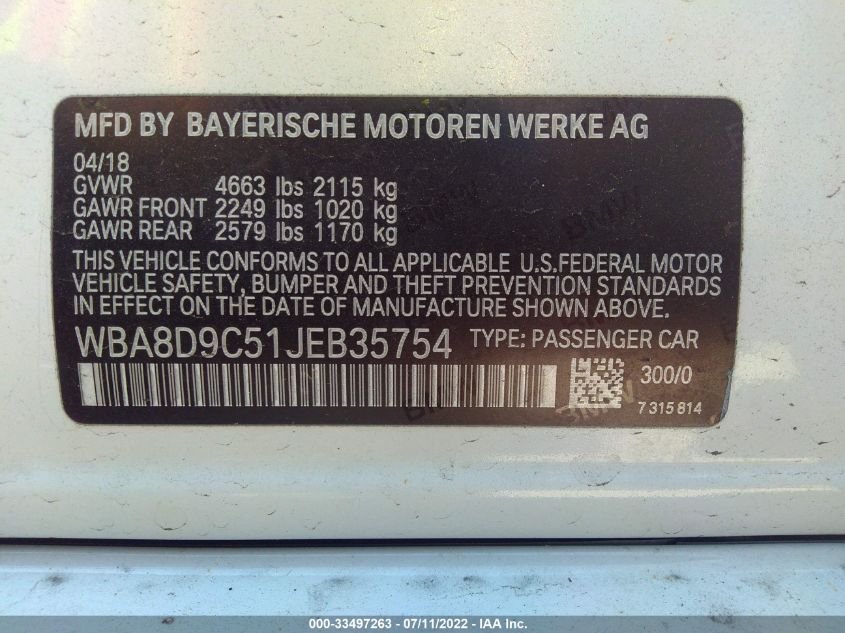 MFD BY BAYERISCHE MOTOREN WERKE AG
04/18
GVWR 4663 lbs 2115 kg
GAWR FRONT 2249 lbs 1020 kg
GAWR REAR 2579 lbs 1170 kg
THIS VEHICLE CONFORMS TO ALL APPLICABLE U.S.FEDERAL MOTOR
VEHICLE SAFETY, BUMPER AND THEFT PREVENTION STANDARDS
IN EFFECT ON THE DATE OF MANUFACTURE SHOWN ABOVE.
WBA8D9C51JEB35754 TYPE: PASSENGER CAR
300/0
7 315 814
000-33497263 - 07/11/2022 - © IAA Inc.